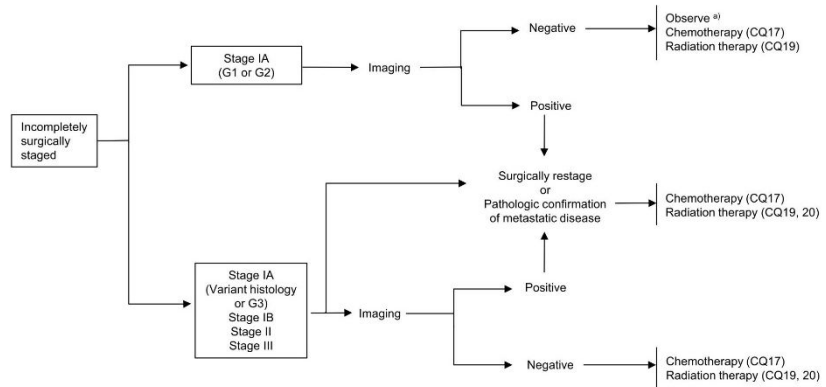 Incompletely
surgically
staged
Stage IA
(G1 or G2)
Imaging
Negative
Observe a)
Chemotherapy (CQ17)
Radiation therapy (CQ19)
Positive
Surgically restage
or
Pathologic confirmation
of metastatic disease
Chemotherapy (CQ17)
Radiation therapy (CQ19, 20)
Stage IA
(Variant histology
or G3)
Stage IB
Stage II
Stage III
Imaging
Positive
Negative
Chemotherapy (CQ17)
Radiation therapy (CQ19, 20)